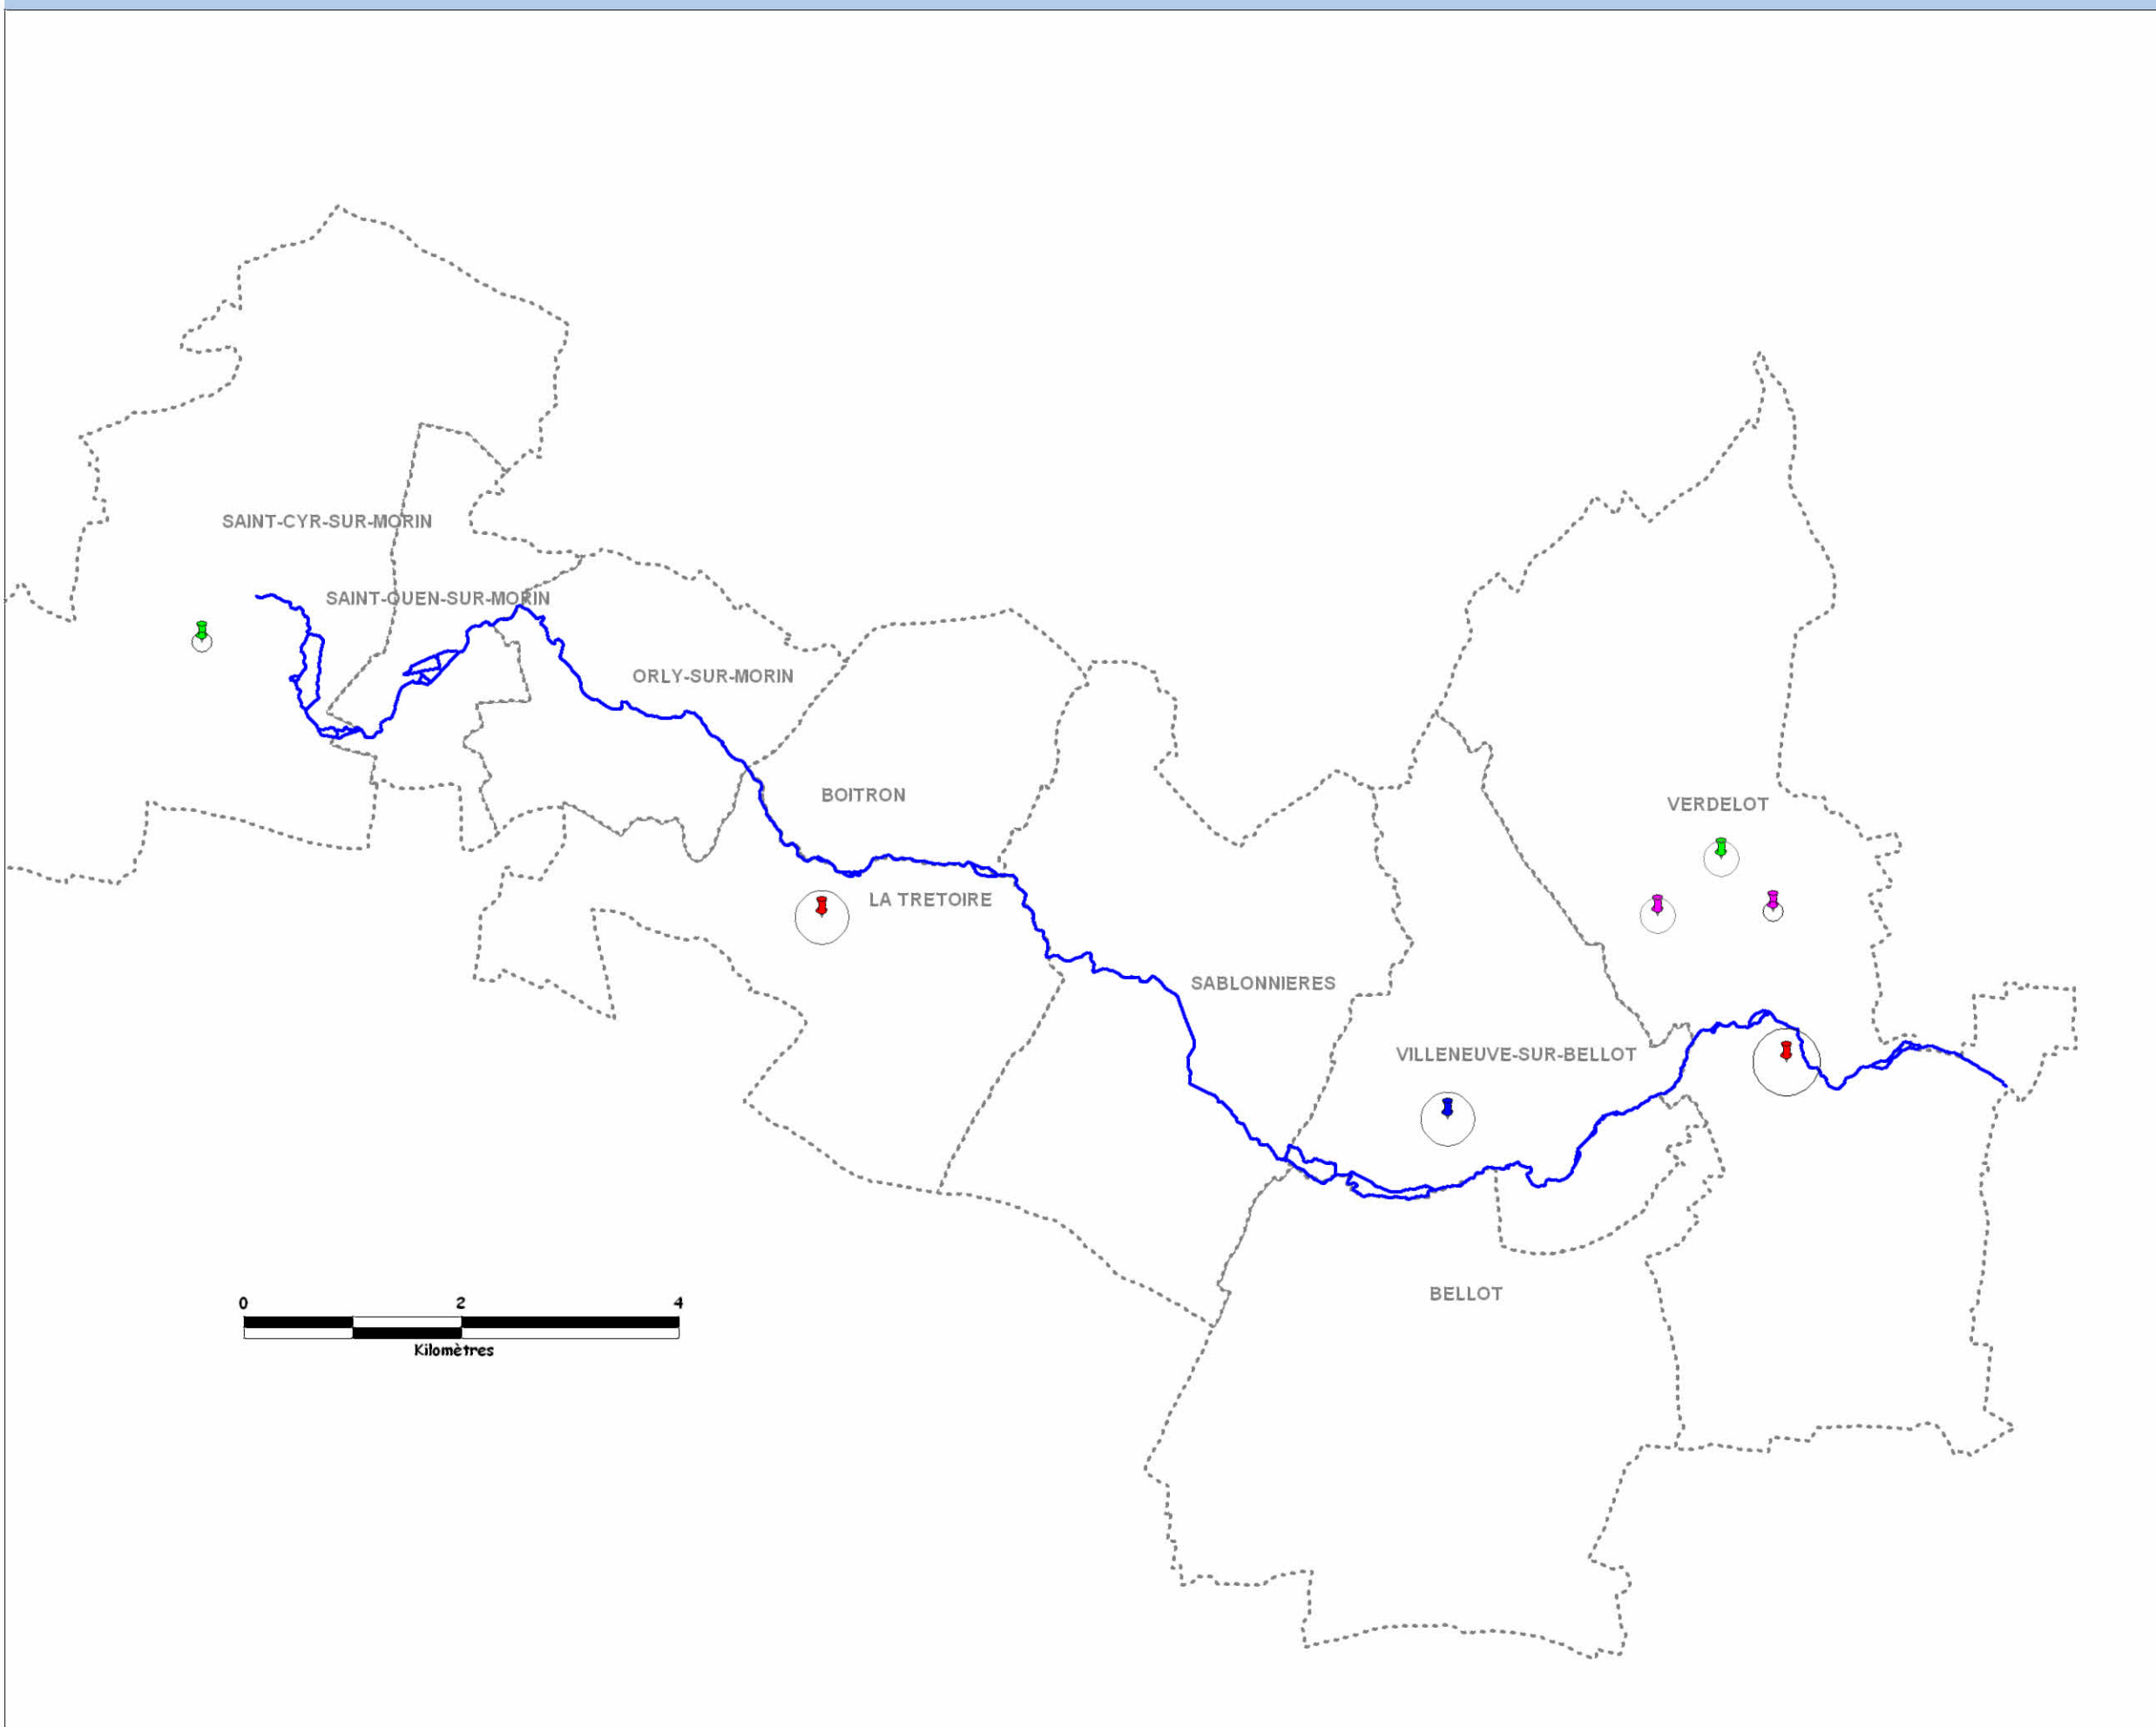 SAINT-CYR-SUR-MORIN
SAINT-OUEN-SUR-MORIN
ORLY-SUR-MORIN
BOITRON
VERDELOT
LA TRETOIRE
SABLONNIERES
VILLENEUVE-SUR-BELLOT
BELLOT
0 2 4
Kilomètres